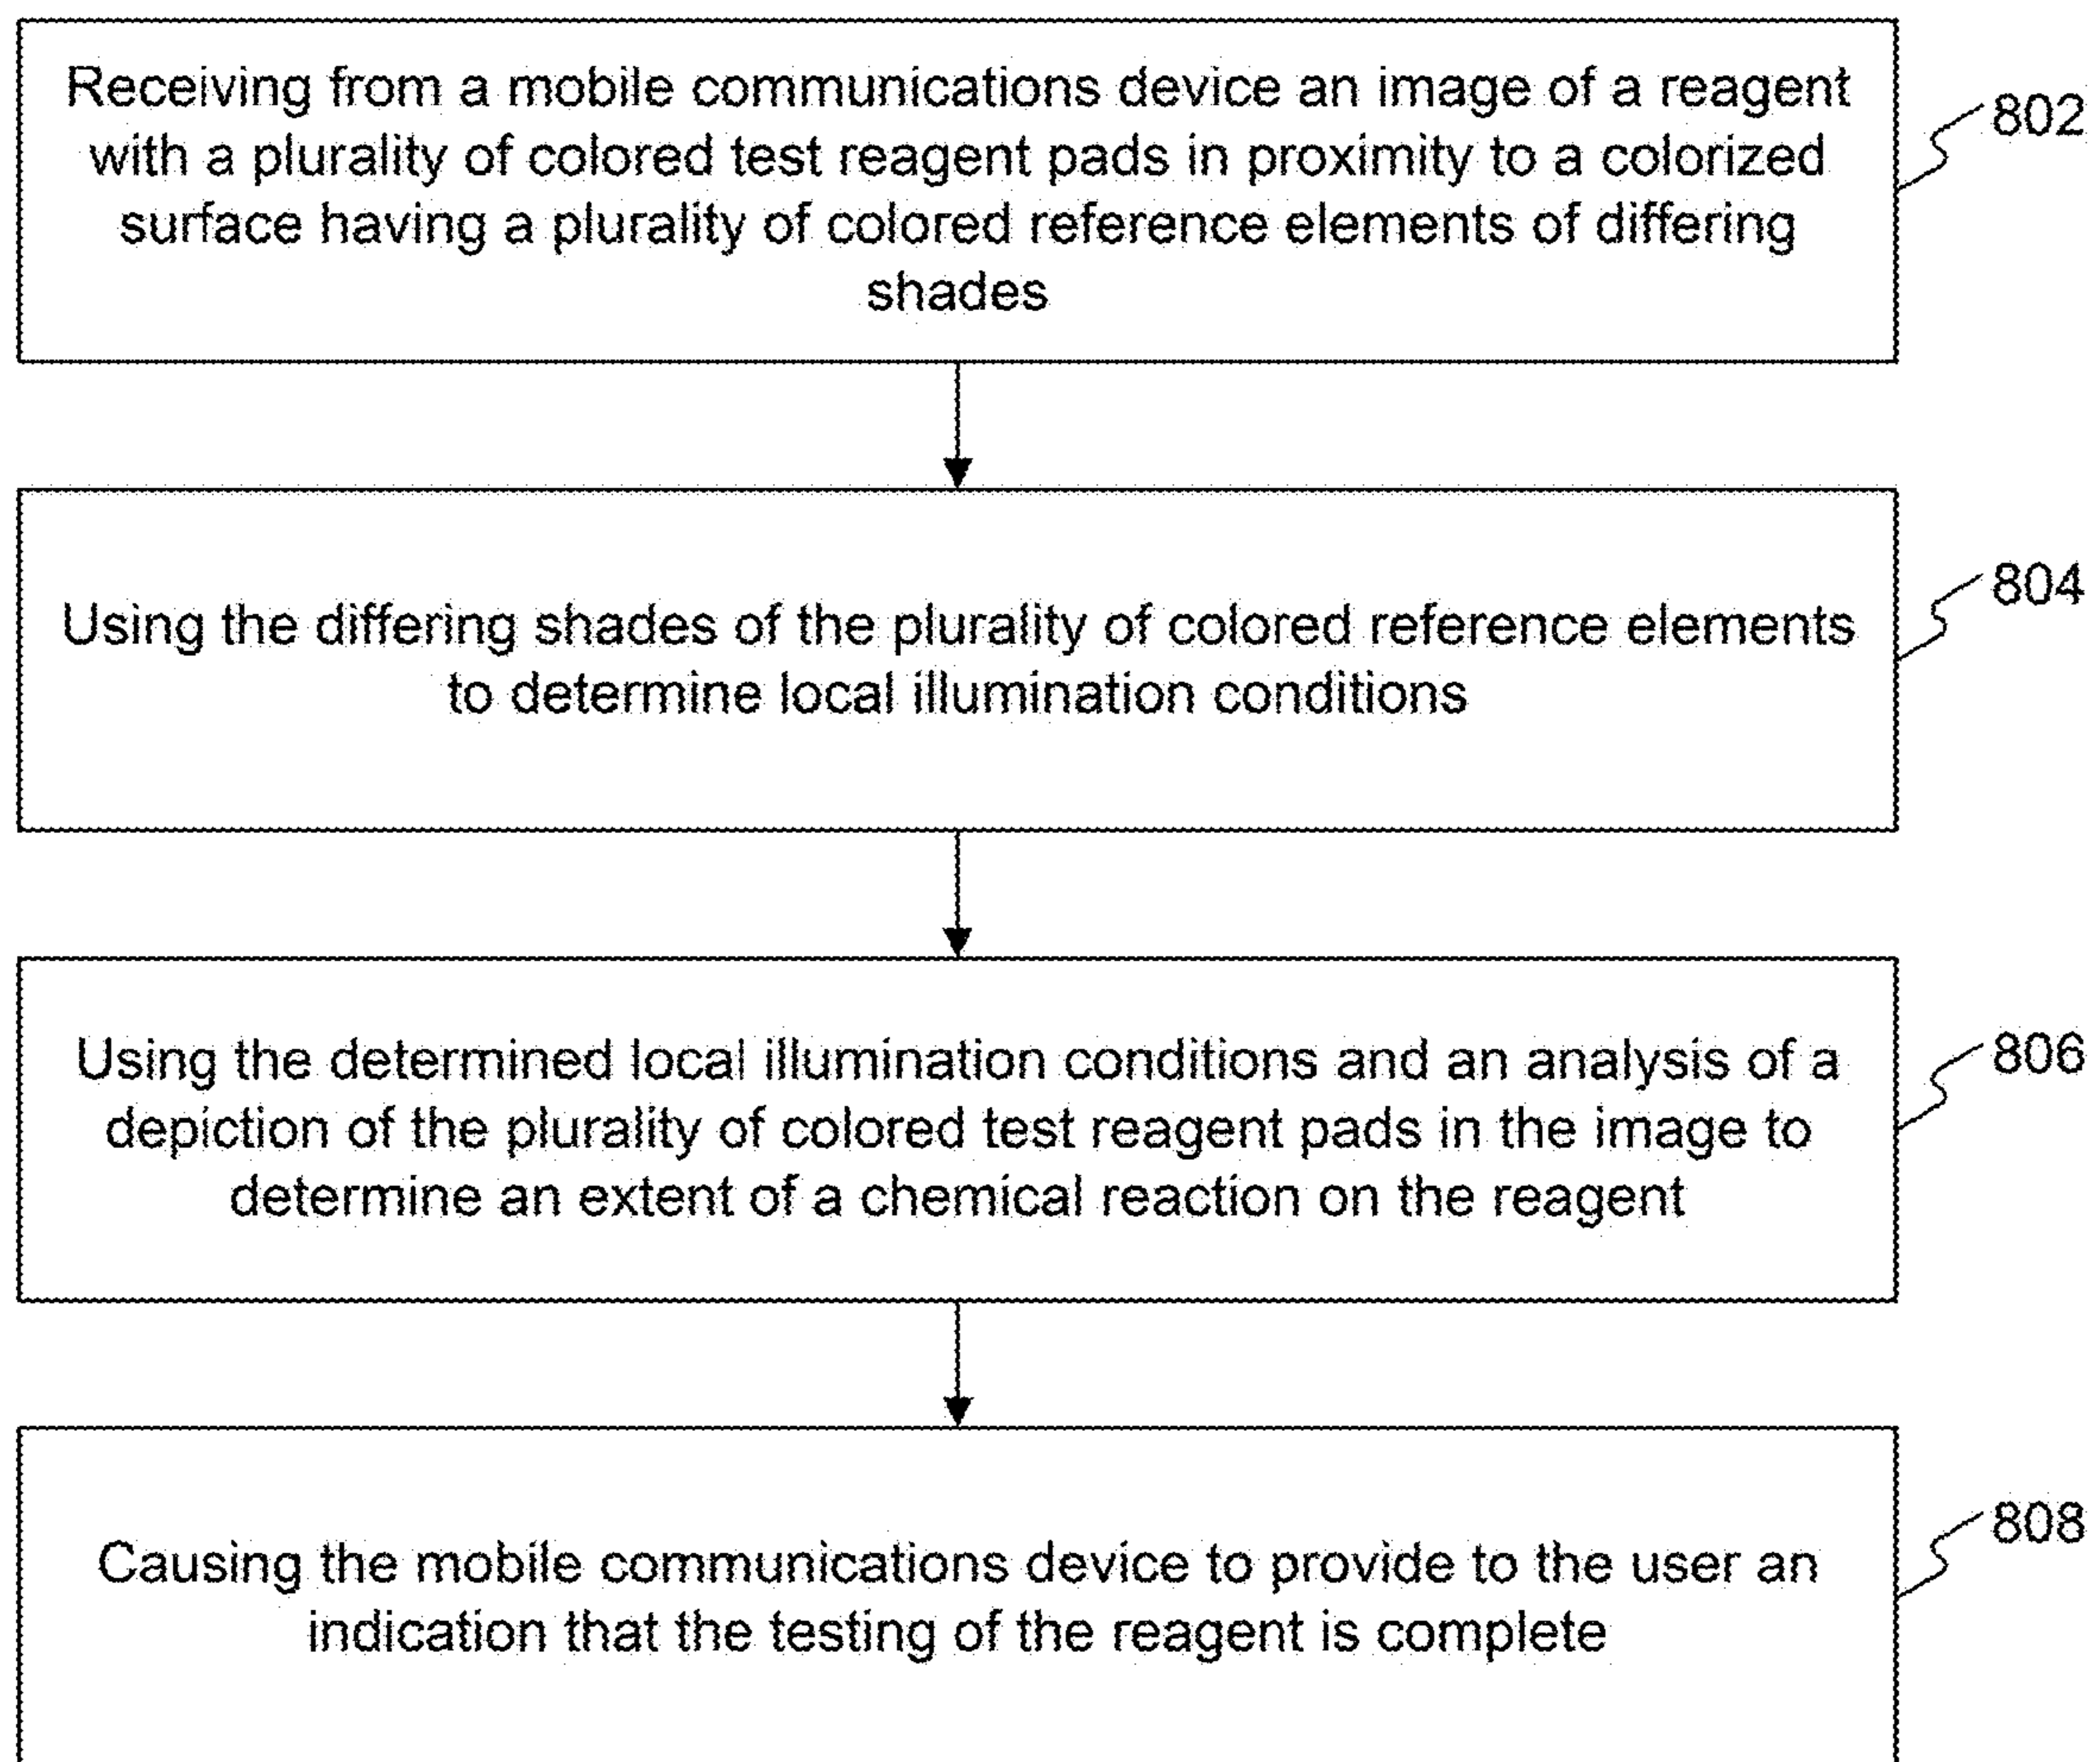 Receiving from a mobile communications device an image of a reagent
with a plurality of colored test reagent pads in proximity to a colorized
surface having a plurality of colored reference elements of differing
shades
802
Using the differing shades of the plurality of colored reference elements
to determine local illumination conditions
804
Using the determined local illumination conditions and an analysis of a
depiction of the plurality of colored test reagent pads in the image to
determine an extent of a chemical reaction on the reagent
806
Causing the mobile communications device to provide to the user an
indication that the testing of the reagent is complete
808